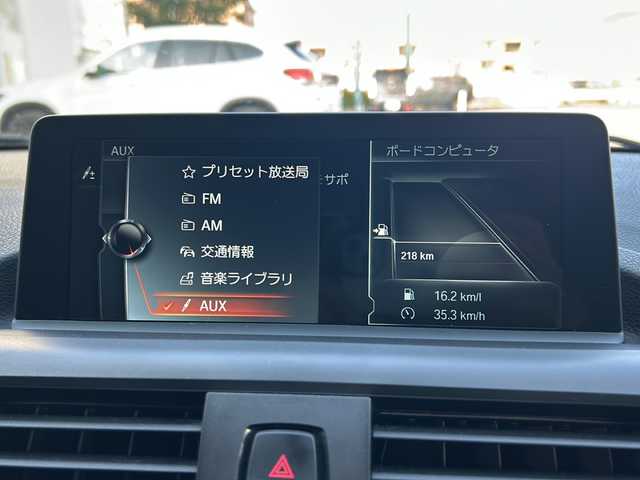 AUX
プリセット放送局
FM
AM
交通情報
音楽ライブラリ
AUX
サポ
ボードコンピュータ
218 km
16.2 km/l
35.3 km/h